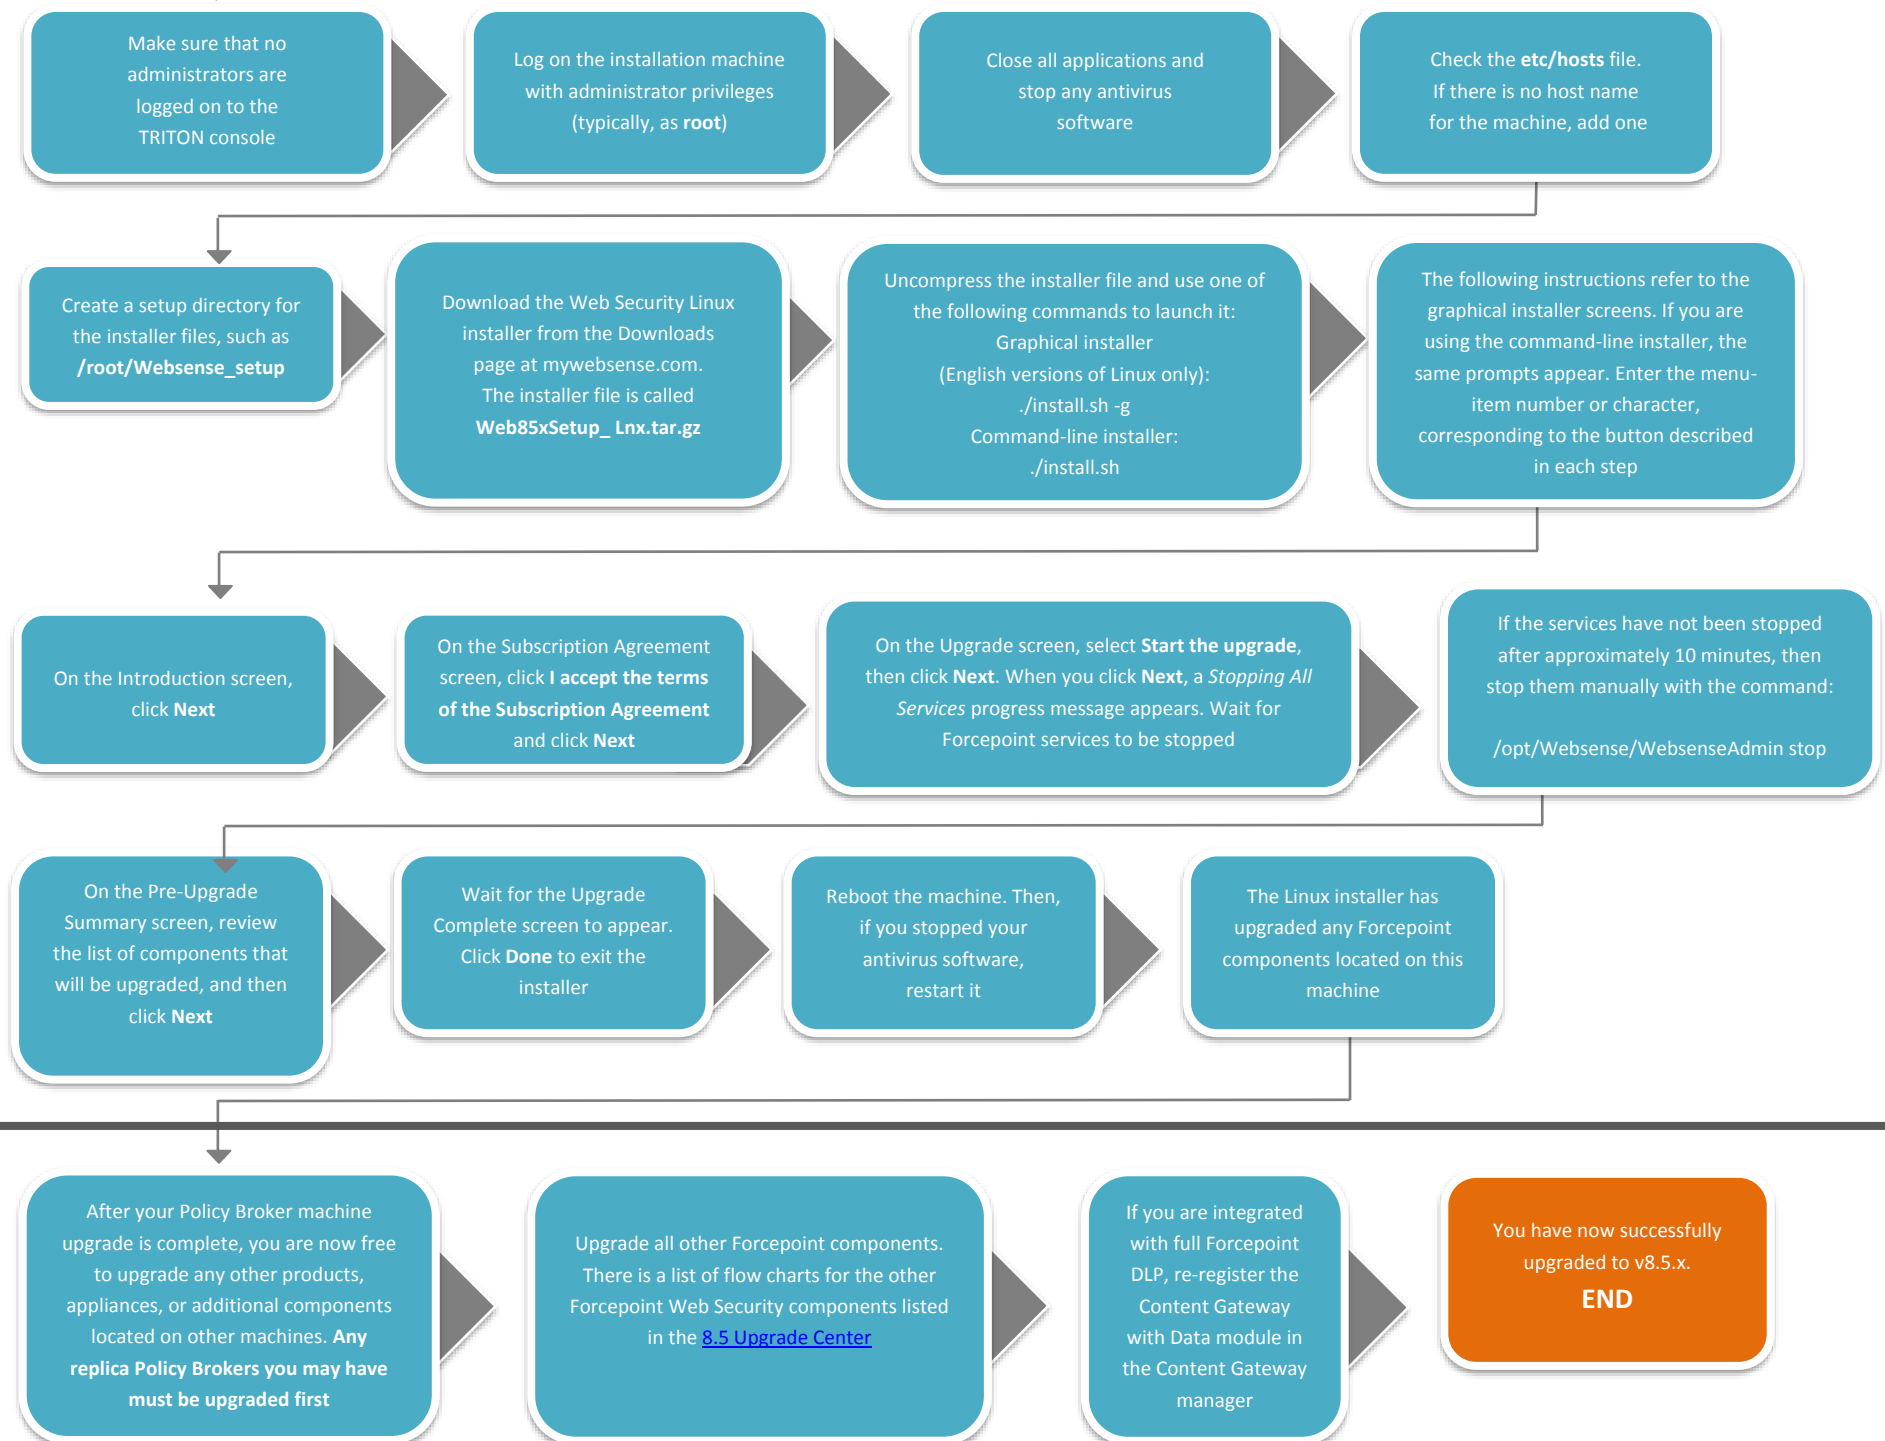 Make sure that no
administrators are
logged on to the
TRITON console
Log on the installation machine
with administrator privileges
(typically, as root)
Close all applications and
stop any antivirus
software
Check the etc/hosts file.
If there is no host name
for the machine, add one
Create a setup directory for
the installer files, such as
/root/Websense_setup
Download the Web Security Linux
installer from the Downloads
page at mywebsense.com.
The installer file is called
Web85xSetup_ Lnx.tar.gz
Uncompress the installer file and use one of
the following commands to launch it:
Graphical installer
(English versions of Linux only):
./install.sh -g
Command-line installer:
./install.sh
The following instructions refer to the
graphical installer screens. If you are
using the command-line installer, the
same prompts appear. Enter the menu-
item number or character,
corresponding to the button described
in each step
On the Introduction screen,
click Next
On the Subscription Agreement
screen, click I accept the terms
of the Subscription Agreement
and click Next
On the Upgrade screen, select Start the upgrade,
then click Next. When you click Next, a Stopping All
Services progress message appears. Wait for
Forcepoint services to be stopped
If the services have not been stopped
after approximately 10 minutes, then
stop them manually with the command:
/opt/Websense/WebsenseAdmin stop
On the Pre-Upgrade
Summary screen, review
the list of components that
will be upgraded, and then
click Next
Wait for the Upgrade
Complete screen to appear.
Click Done to exit the
installer
Reboot the machine. Then,
if you stopped your
antivirus software,
restart it
The Linux installer has
upgraded any Forcepoint
components located on this
machine
After your Policy Broker machine
upgrade is complete, you are now free
to upgrade any other products,
appliances, or additional components
located on other machines. Any
replica Policy Brokers you may have
must be upgraded first
Upgrade all other Forcepoint components.
There is a list of flow charts for the other
Forcepoint Web Security components listed
in the 8.5 Upgrade Center
If you are integrated
with full Forcepoint
DLP, re-register the
Content Gateway
with Data module in
the Content Gateway
manager
You have now successfully
upgraded to v8.5.x.
END